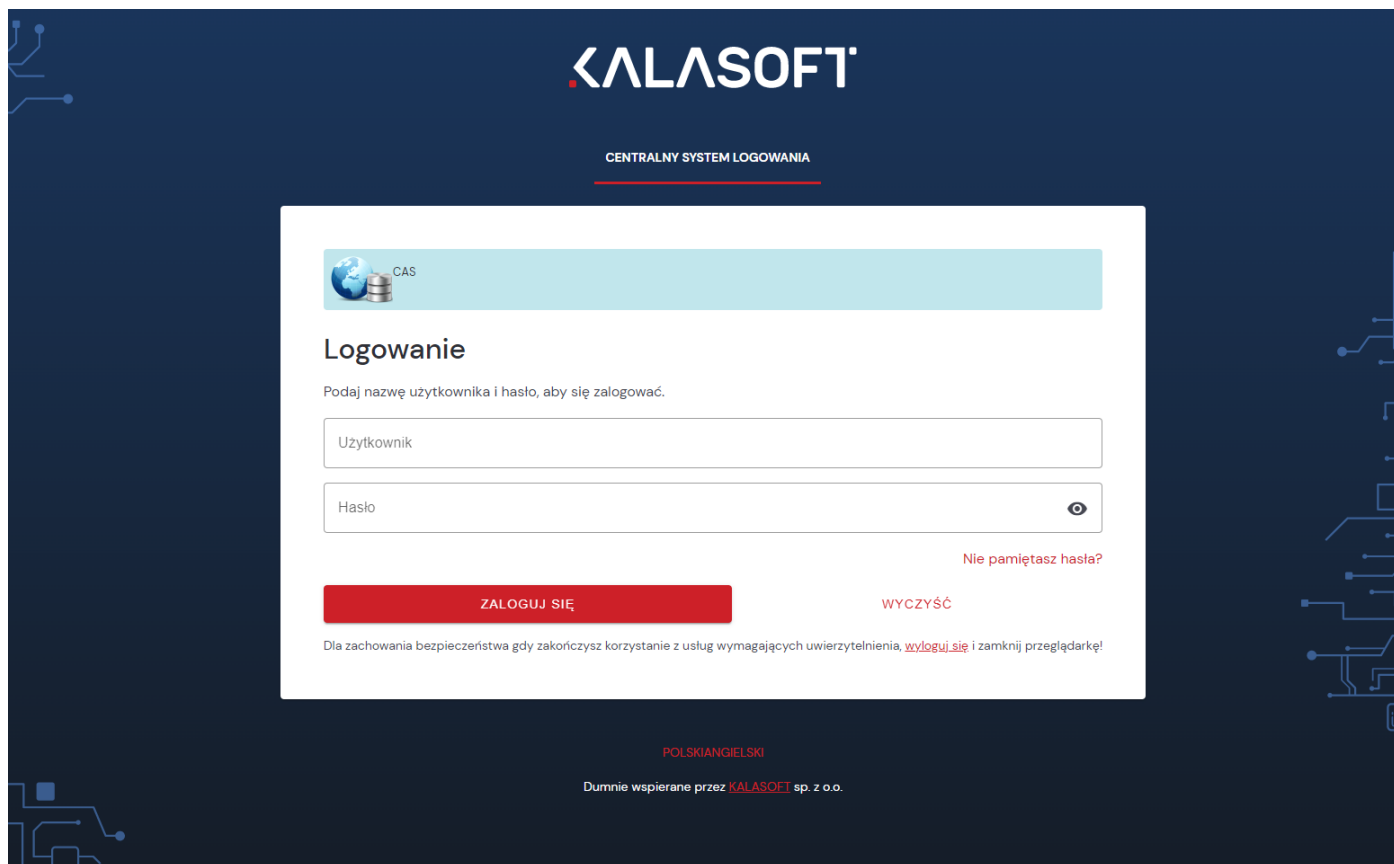 KALASOFT
CENTRALNY SYSTEM LOGOWANIA
CAS
Logowanie
Podaj nazwę użytkownika i hasło, aby się zalogować.
Użytkownik
Hasło
Nie pamiętasz hasła?
ZALOGUJ SIĘ WYCZYŚĆ
Dla zachowania bezpieczeństwa gdy zakończysz korzystanie z usług wymagających uwierzytelnienia, wyloguj się i zamknij przeglądarkę!
POLSKIANGIELSKI
Dumnie wspierane przez KALASOFT sp. z o.o.